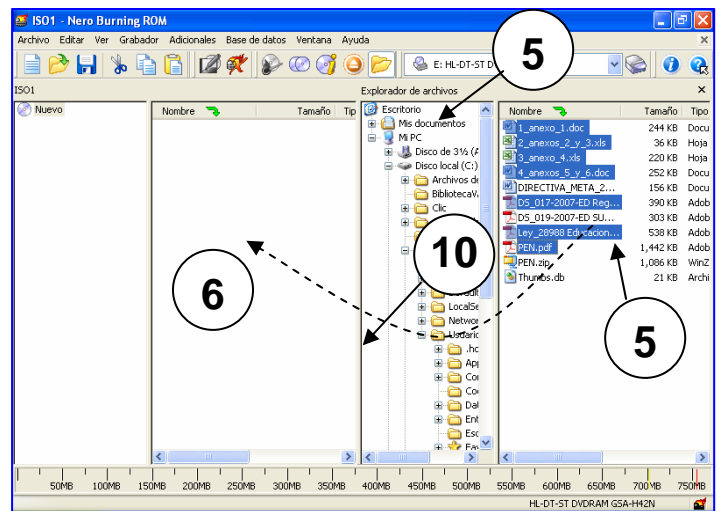 ISO1 - Nero Burning ROM
Archivo Editar Ver Grabador Adicionales Base de datos Ventana Ayuda
E: HL-DT-ST D
5
ISO1
Explorador de archivos
Nuevo
Nombre Tamaño Tip
Escritorio
Mis documentos
Mi PC
Disco de 3½ (A
Disco local (C:)
Archivos de
BibliotecaV
Clic
LocalSe
Networ
Usuario
.hc
App
Coo
Dat
Ent
Esc
Fav
Nombre Tamaño Tipo
1_anexo_1.doc 244 KB Docu
2_anexos_2_y_3.xls 36 KB Hoja
3_anexo_4.xls 220 KB Hoja
4_anexos_5_y_6.doc 252 KB Docu
DIRECTIVA_META_2... 156 KB Docu
DS_017-2007-ED Reg... 390 KB Adob
DS_019-2007-ED SU... 303 KB Adob
Ley_28988 Educacion... 538 KB Adob
PEN.pdf 1,442 KB Adob
PEN.zip 1,086 KB WinZ
Thumbs.db 21 KB Archi
6
10
5
50MB 100MB 150MB 200MB 250MB 300MB 350MB 400MB 450MB 500MB 550MB 600MB 650MB 700MB 750MB
HL-DT-ST DVDRAM GSA-H42N